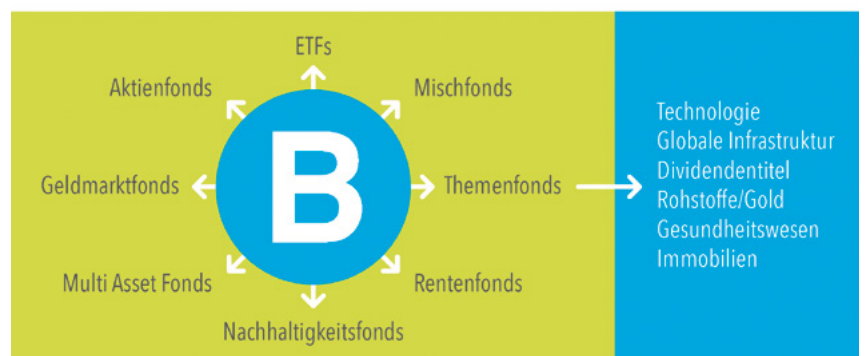 ETFs
Aktienfonds
Mischfonds
Geldmarktfonds
B
Themenfonds
Multi Asset Fonds
Rentenfonds
Nachhaltigkeitsfonds
Technologie
Globale Infrastruktur
Dividendentitel
Rohstoffe/Gold
Gesundheitswesen
Immobilien